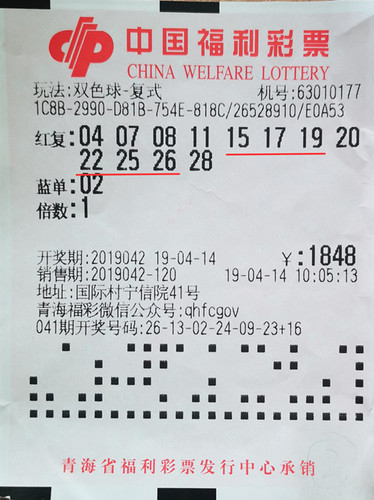 中国福利彩票
CHINA WELFARE LOTTERY
玩法:双色球-复式 机号:63010177
1C8B-2990-D81B-754E-818C/26528910/E0A53
红复:04 07 08 11 15 17 19 20
22 25 26 28
蓝单:02
倍数:1
开奖期:2019042 19-04-14 ￥:1848
销售期:2019042-120 19-04-14 10:05:13
地址:国际村宁信院41号
青海福彩微信公众号:qhfcgov
041期开奖号码:26-13-02-24-09-23+16
青海省福利彩票发行中心承销